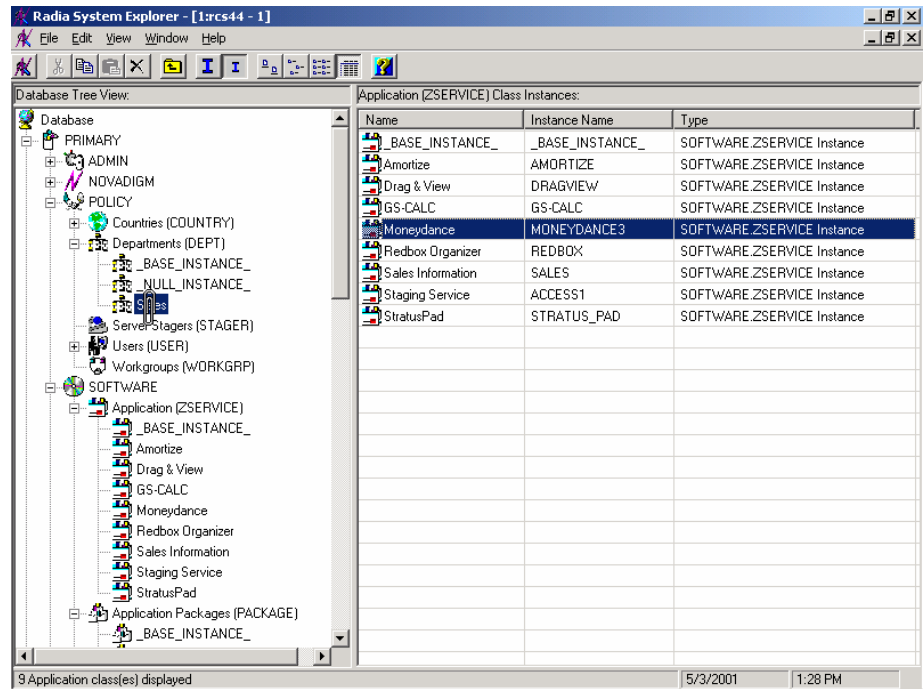 Radia System Explorer - [1:rcs44 - 1]
File Edit View Window Help
Database Tree View:
Application (ZSERVICE) Class Instances:
Database
PRIMARY
ADMIN
NOVADIGM
POLICY
Countries (COUNTRY)
Departments (DEPT)
_BASE_INSTANCE_
_NULL_INSTANCE_
Sales
Server Stagers (STAGER)
Users (USER)
Workgroups (WORKGRP)
SOFTWARE
Application (ZSERVICE)
_BASE_INSTANCE_
Amortize
Drag & View
GS-CALC
Moneydance
Redbox Organizer
Sales Information
Staging Service
StratusPad
Application Packages (PACKAGE)
_BASE_INSTANCE_
Name Instance Name Type
_BASE_INSTANCE_ _BASE_INSTANCE_ SOFTWARE.ZSERVICE Instance
Amortize AMORTIZE SOFTWARE.ZSERVICE Instance
Drag & View DRAGVIEW SOFTWARE.ZSERVICE Instance
GS-CALC GS-CALC SOFTWARE.ZSERVICE Instance
Moneydance MONEYDANCE3 SOFTWARE.ZSERVICE Instance
Redbox Organizer REDBOX SOFTWARE.ZSERVICE Instance
Sales Information SALES SOFTWARE.ZSERVICE Instance
Staging Service ACCESS1 SOFTWARE.ZSERVICE Instance
StratusPad STRATUS_PAD SOFTWARE.ZSERVICE Instance
9 Application class(es) displayed 5/3/2001 1:28 PM